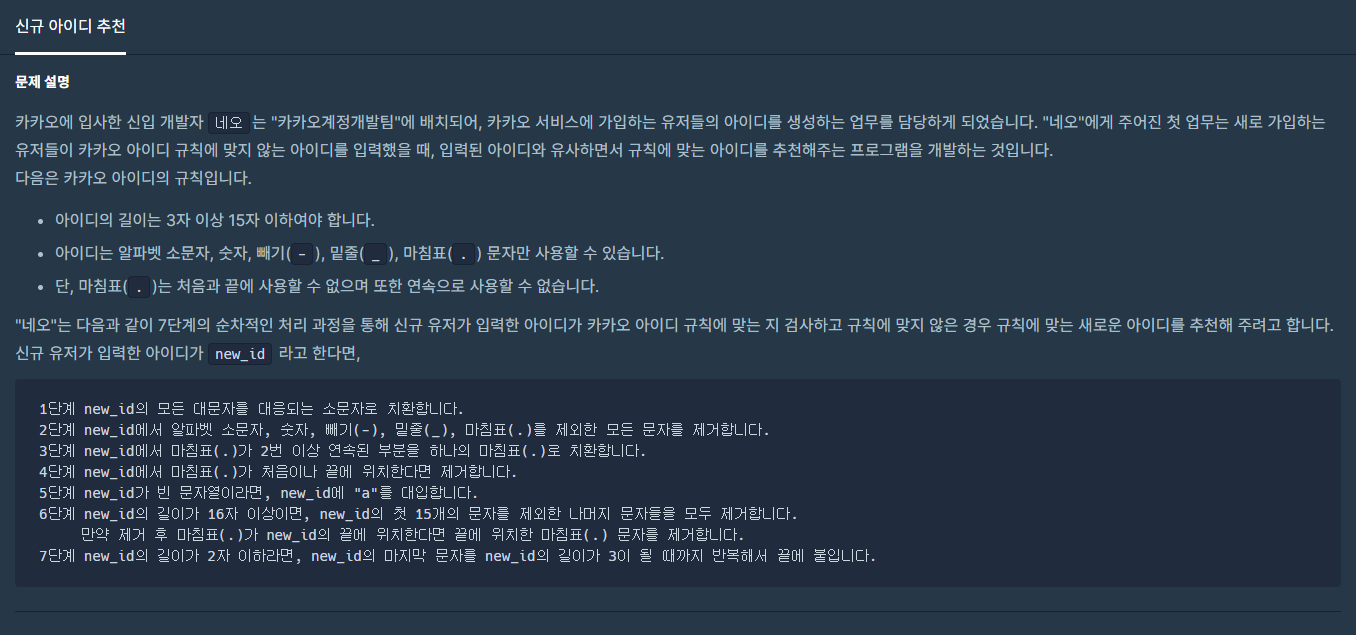 신규 아이디 추천
문제 설명
카카오에 입사한 신입 개발자 네오 는 "카카오계정개발팀"에 배치되어, 카카오 서비스에 가입하는 유저들의 아이디를 생성하는 업무를 담당하게 되었습니다. "네오"에게 주어진 첫 업무는 새로 가입하는
유저들이 카카오 아이디 규칙에 맞지 않는 아이디를 입력했을 때, 입력된 아이디와 유사하면서 규칙에 맞는 아이디를 추천해주는 프로그램을 개발하는 것입니다.
다음은 카카오 아이디의 규칙입니다.
• 아이디의 길이는 3자 이상 15자 이하여야 합니다.
• 아이디는 알파벳 소문자, 숫자, 빼기( - ), 밑줄( _ ), 마침표( . ) 문자만 사용할 수 있습니다.
• 단, 마침표( . )는 처음과 끝에 사용할 수 없으며 또한 연속으로 사용할 수 없습니다.
"네오"는 다음과 같이 7단계의 순차적인 처리 과정을 통해 신규 유저가 입력한 아이디가 카카오 아이디 규칙에 맞는 지 검사하고 규칙에 맞지 않은 경우 규칙에 맞는 새로운 아이디를 추천해 주려고 합니다.
신규 유저가 입력한 아이디가 new_id 라고 한다면,
1단계 new_id의 모든 대문자를 대응되는 소문자로 치환합니다.
2단계 new_id에서 알파벳 소문자, 숫자, 빼기(-), 밑줄(_), 마침표(.)를 제외한 모든 문자를 제거합니다.
3단계 new_id에서 마침표(.)가 2번 이상 연속된 부분을 하나의 마침표(.)로 치환합니다.
4단계 new_id에서 마침표(.)가 처음이나 끝에 위치한다면 제거합니다.
5단계 new_id가 빈 문자열이라면, new_id에 "a"를 대입합니다.
6단계 new_id의 길이가 16자 이상이면, new_id의 첫 15개의 문자를 제외한 나머지 문자들을 모두 제거합니다.
만약 제거 후 마침표(.)가 new_id의 끝에 위치한다면 끝에 위치한 마침표(.) 문자를 제거합니다.
7단계 new_id의 길이가 2자 이하라면, new_id의 마지막 문자를 new_id의 길이가 3이 될 때까지 반복해서 끝에 붙입니다.